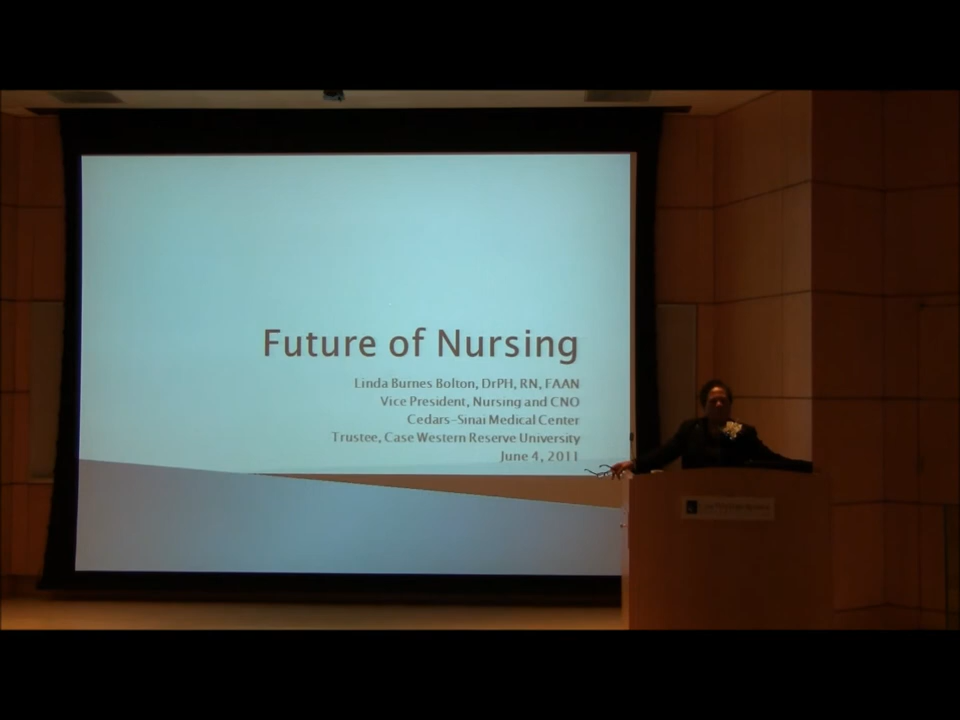 Future of Nursing
Linda Burnes Bolton, DrPH, RN, FAAN
Vice President, Nursing and CNO
Cedars-Sinai Medical Center
Trustee, Case Western Reserve University
June 4, 2011